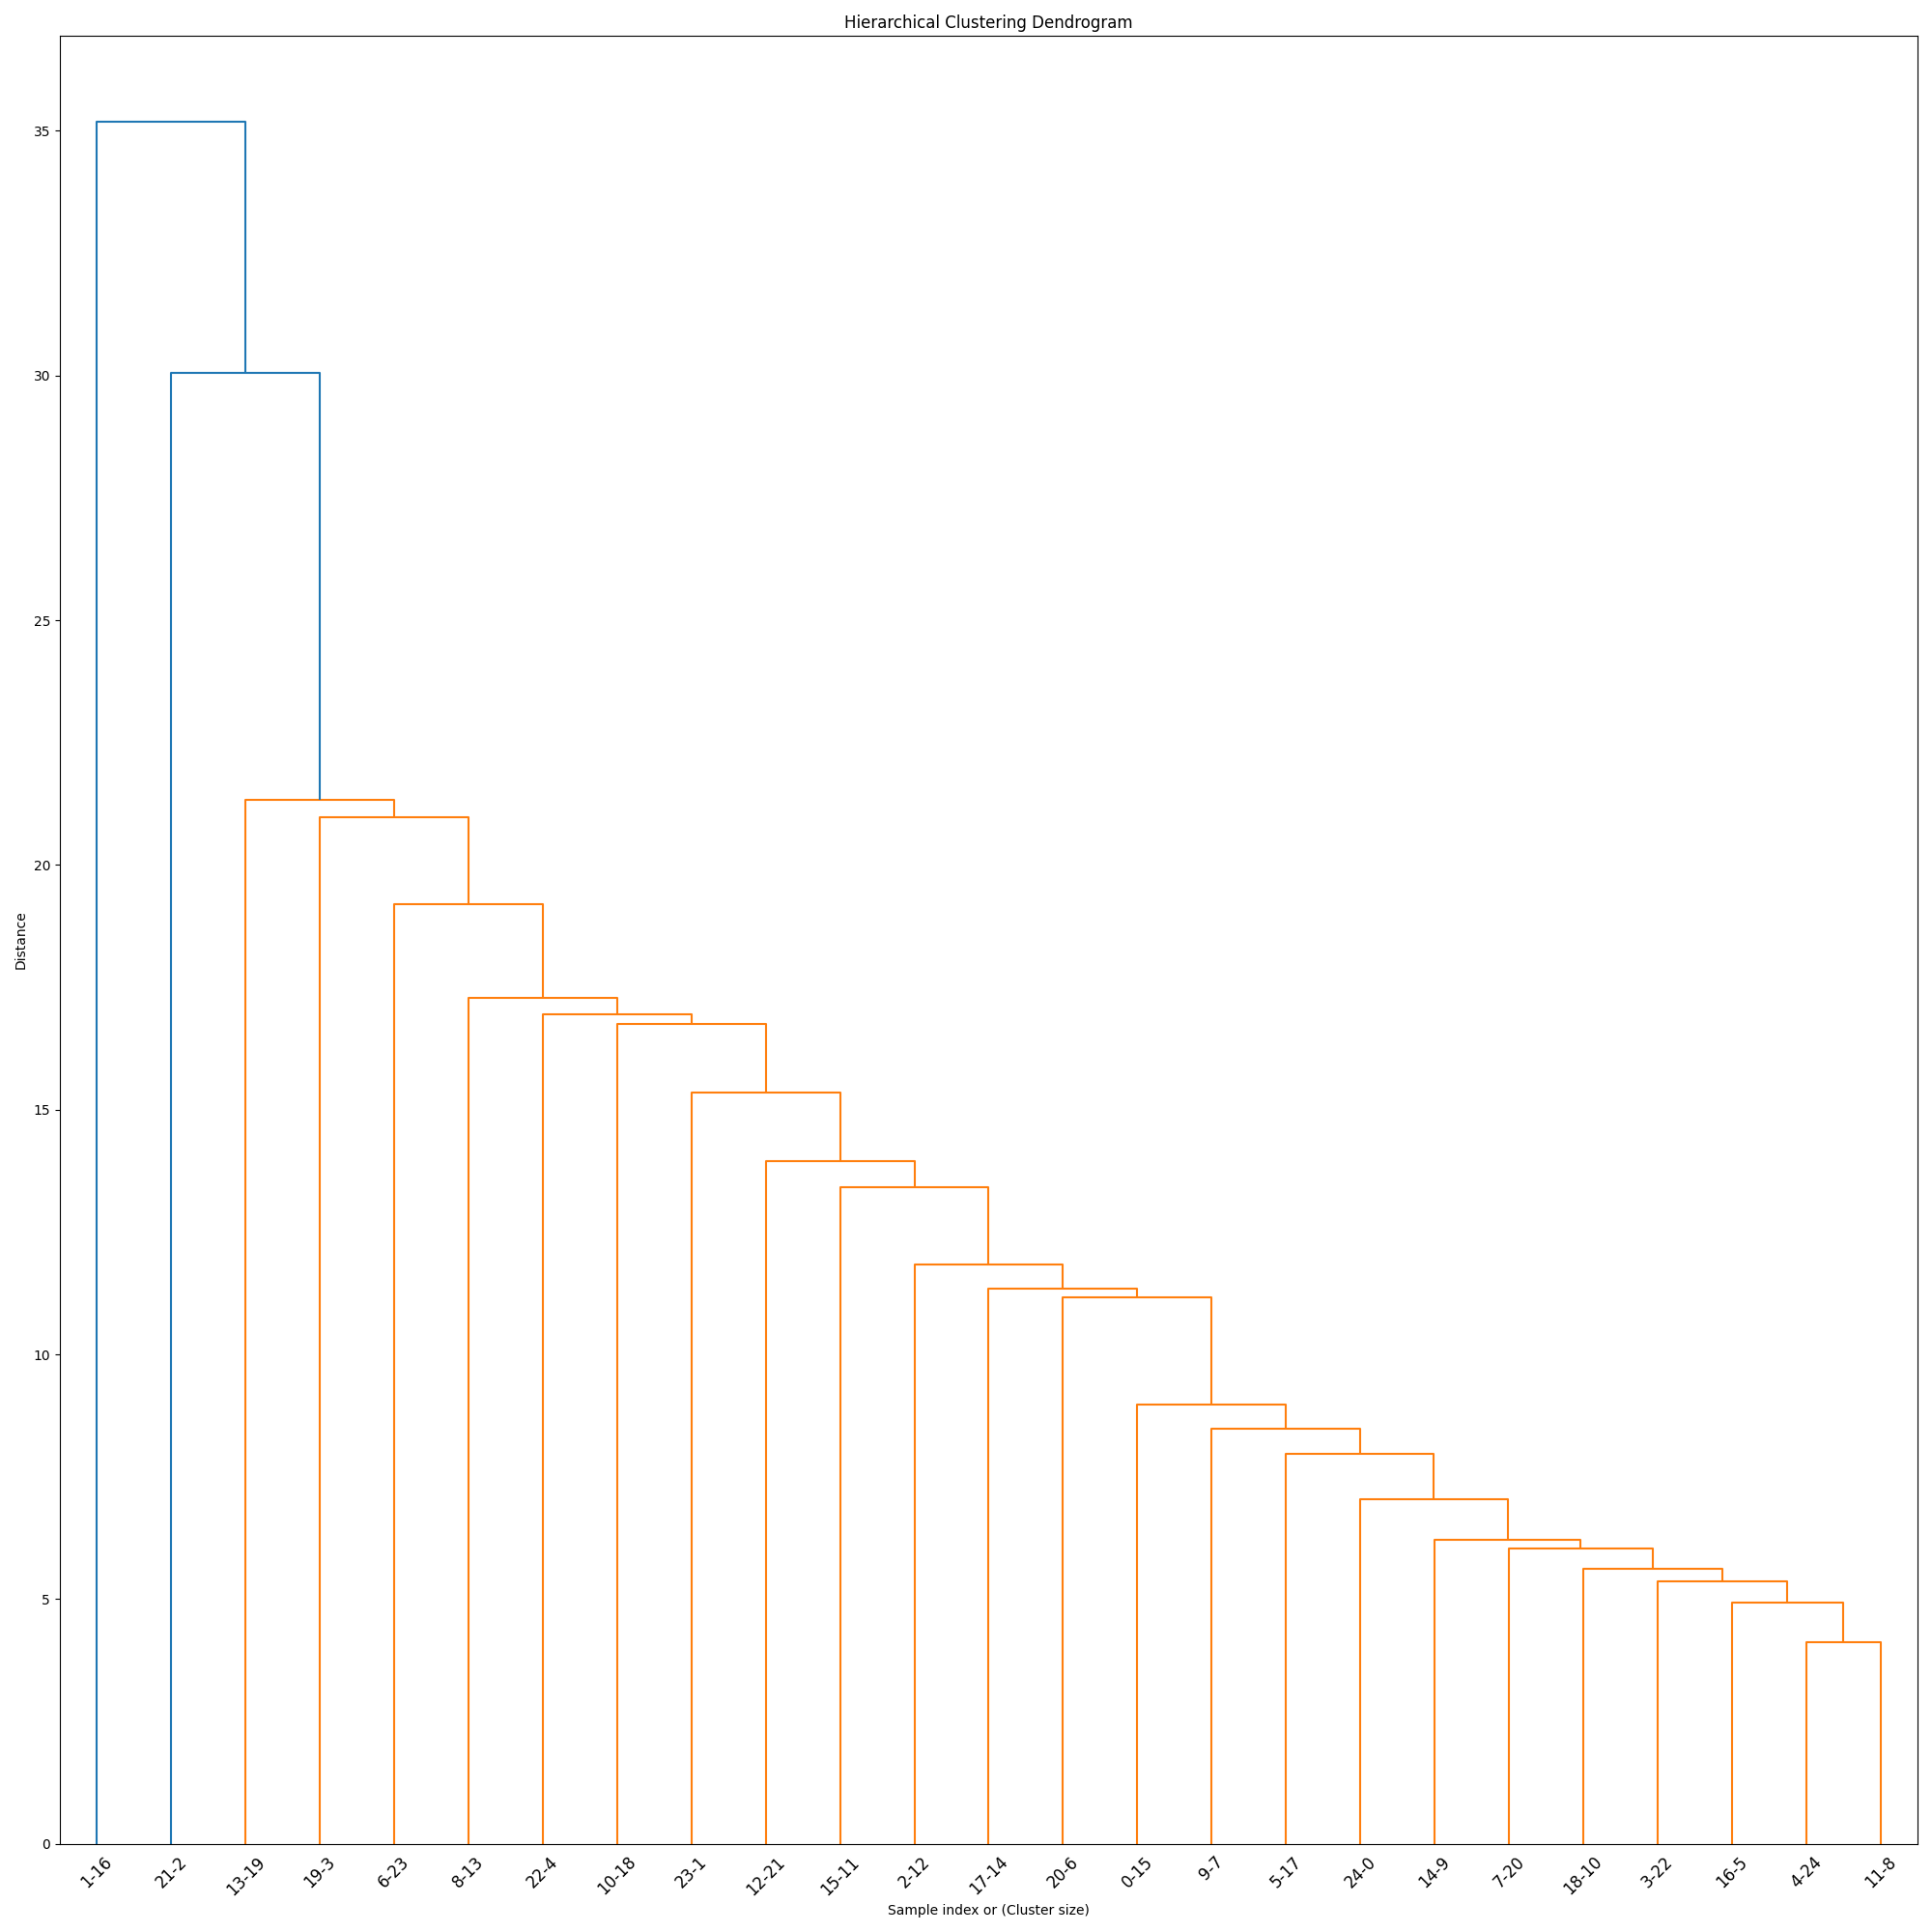 Hierarchical Clustering Dendrogram
35
30
25
20
15
10
5
0
Distance
1-16 21-2 13-19 19-3 6-23 8-13 22-4 10-18 23-1 12-21 15-11 2-12 17-14 20-6 0-15 9-7 5-17 24-0 14-9 7-20 18-10 3-22 16-5 4-24 11-8
Sample index or (Cluster size)